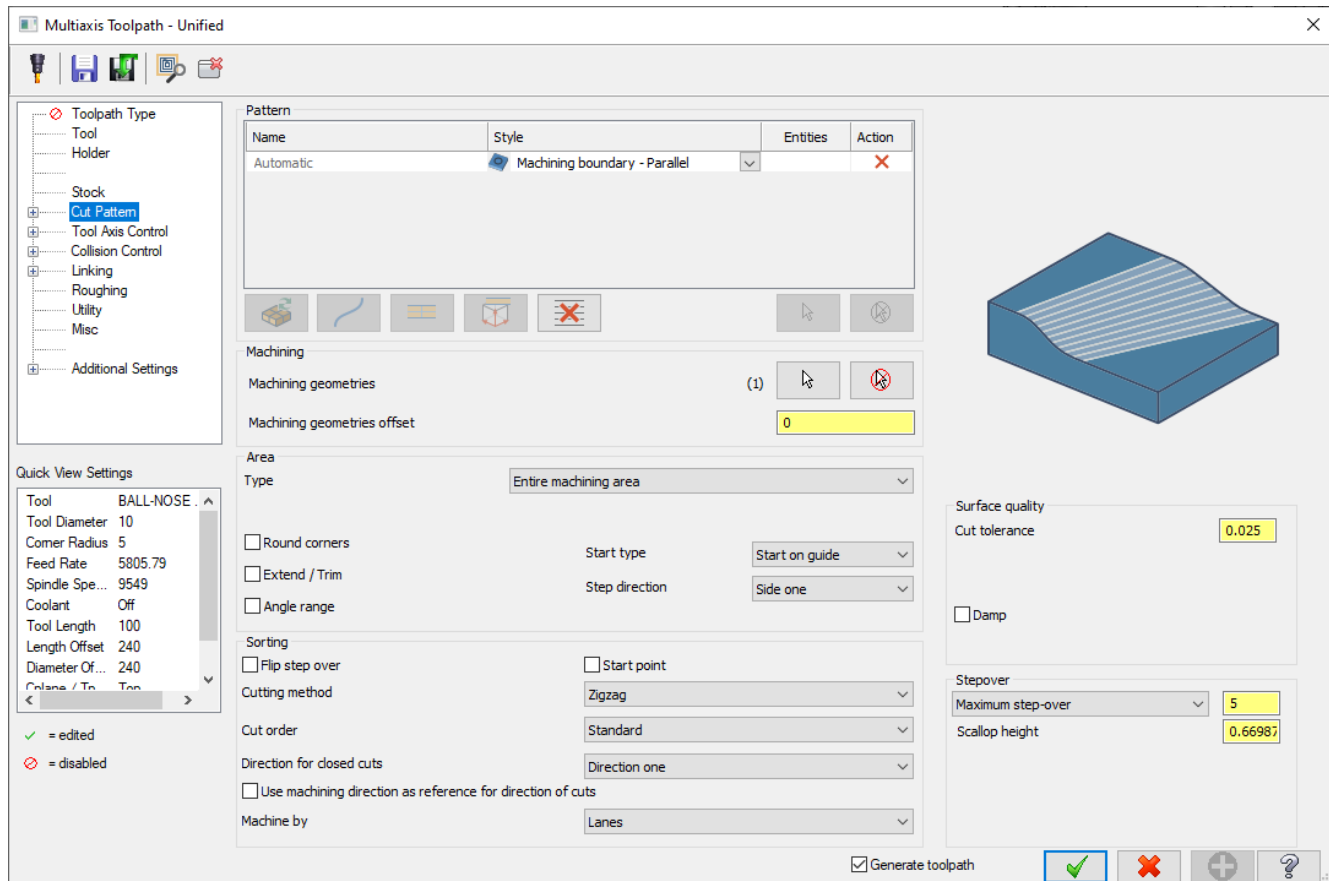 Multiaxis Toolpath - Unified
Toolpath Type
Tool
Holder
Stock
Cut Pattern
Tool Axis Control
Collision Control
Linking
Roughing
Utility
Misc
Additional Settings
Quick View Settings
Tool BALL-NOSE .
Tool Diameter 10
Corner Radius 5
Feed Rate 5805.79
Spindle Spe... 9549
Coolant Off
Tool Length 100
Length Offset 240
Diameter Of... 240
Cplane / Tp Top
= edited
= disabled
Pattern
Name Style Entities Action
Automatic Machining boundary - Parallel
Machining
Machining geometries (1)
Machining geometries offset 0
Area
Type Entire machining area
Round corners
Start type Start on guide
Extend / Trim
Step direction Side one
Angle range
Sorting
Flip step over Start point
Cutting method Zigzag
Cut order Standard
Direction for closed cuts Direction one
Use machining direction as reference for direction of cuts
Machine by Lanes
Surface quality
Cut tolerance 0.025
Damp
Stepover
Maximum step-over 5
Scallop height 0.66987
Generate toolpath